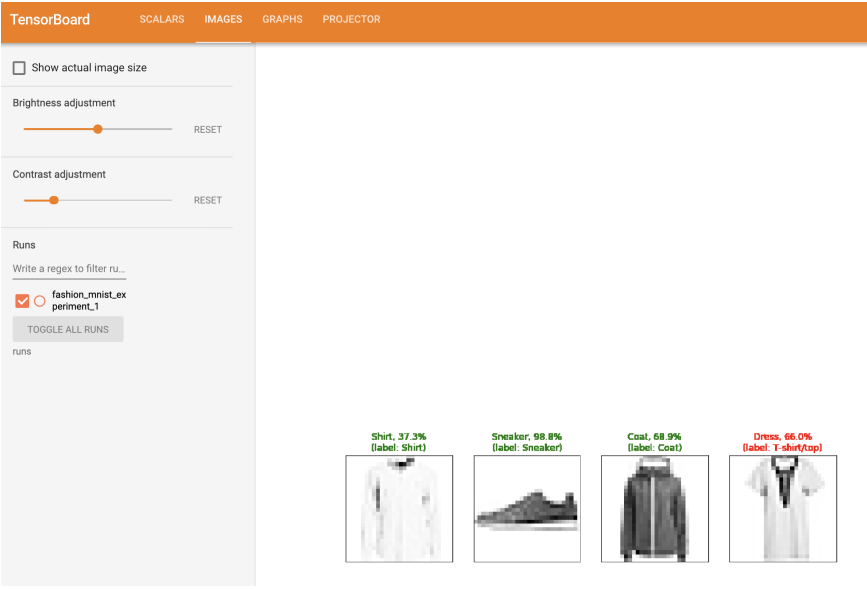 TensorBoard SCALARS IMAGES GRAPHS PROJECTOR
Show actual image size
Brightness adjustment
RESET
Contrast adjustment
RESET
Runs
Write a regex to filter ru...
fashion_mnist_ex
periment_1
TOGGLE ALL RUNS
runs
Shirt, 37.3% Sneaker, 98.8% Coat, Dress, 66.0%
(label: Shirt) (label: Sneaker) (label: Coat) (label: T-shirt/top)